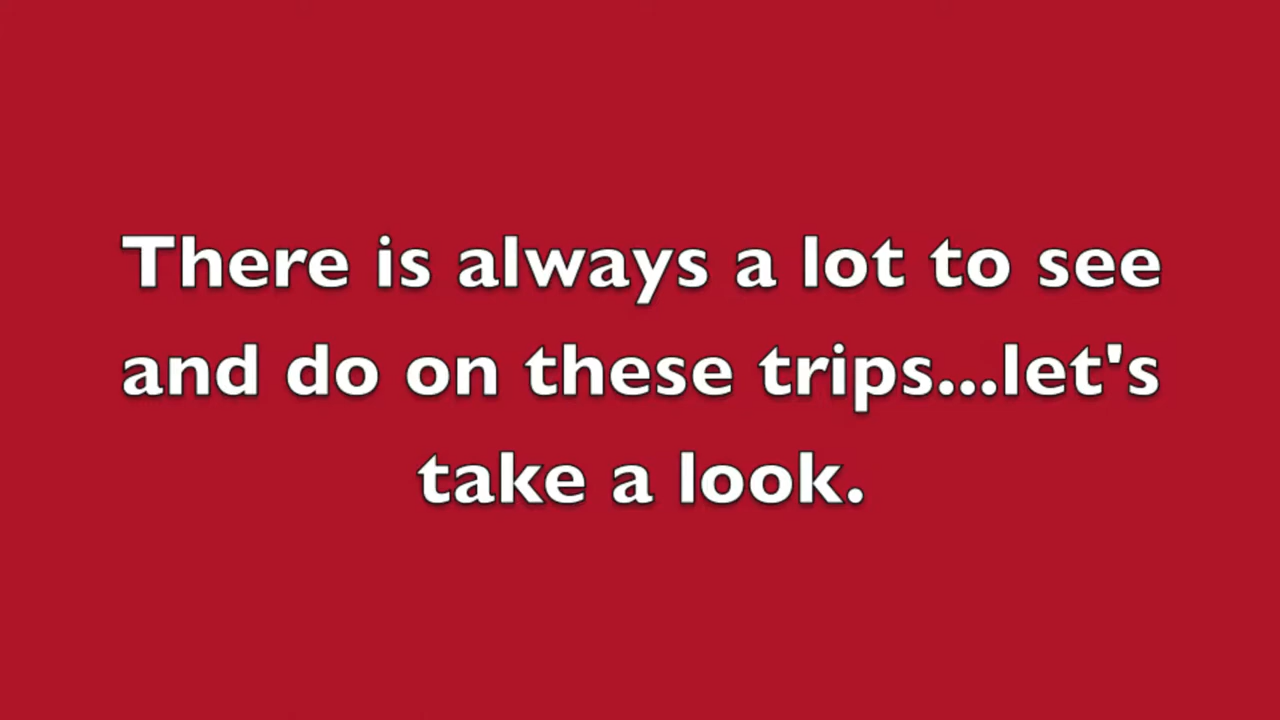 There is always a lot to see
and do on these trips...let's
take a look.